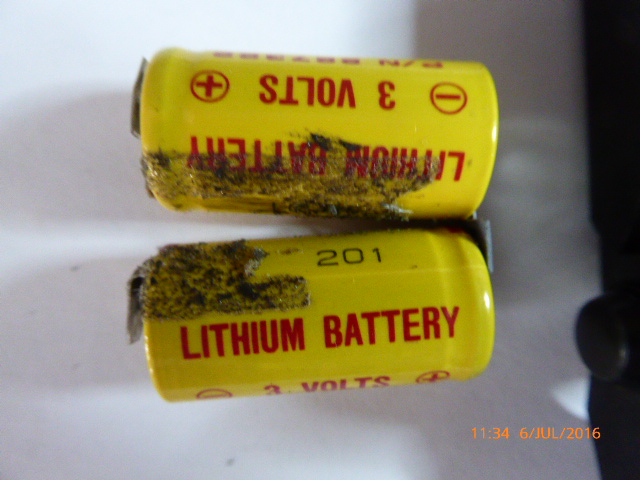 3 VOLTS
LITHIUM BATTERY
201
LITHIUM BATTERY
3 VOLTS
11:34 6/JUL/2016